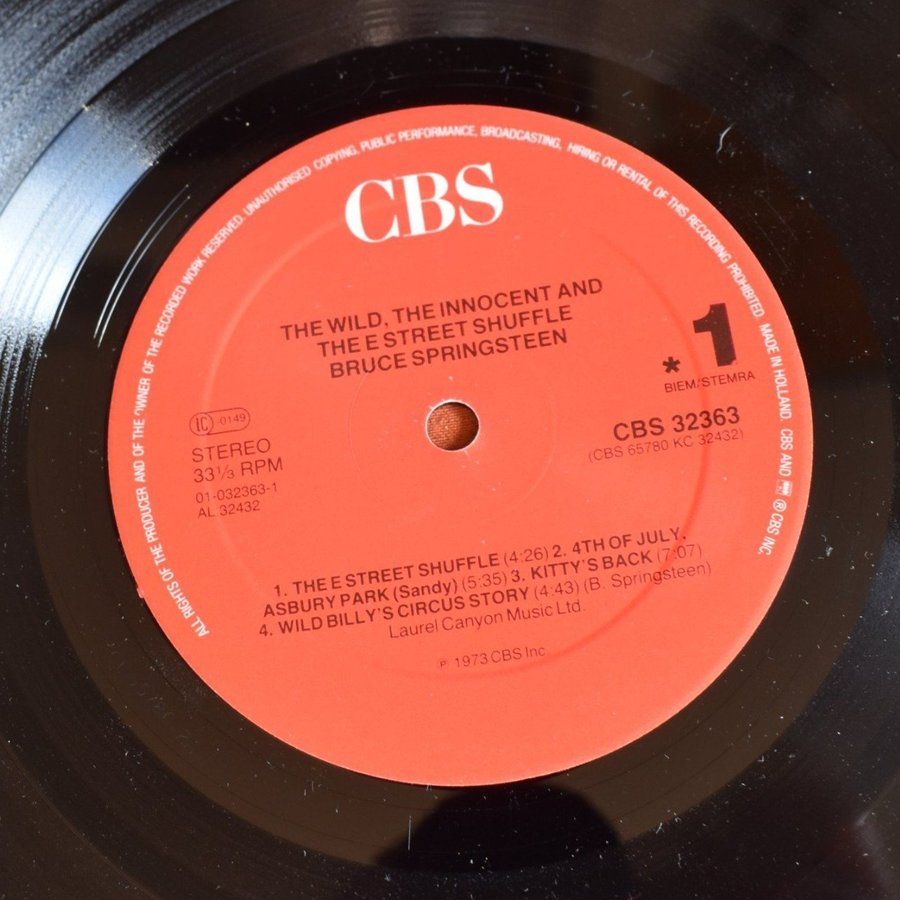 ALL RIGHTS OF THE PRODUCER AND OF THE OWNER OF THE RECORDED WORK RESERVED. UNAUTHORISED COPYING, PUBLIC PERFORMANCE, BROADCASTING, HIRING OR RENTAL OF THIS RECORDING PROHIBITED. MADE IN HOLLAND. CBS AND ® CBS INC.
CBS
THE WILD, THE INNOCENT AND
THE E STREET SHUFFLE
BRUCE SPRINGSTEEN
* 1
BIEM/STEMRA
IC 0149
STEREO
33⅓ RPM
01-032363-1
AL 32432
CBS 32363
(CBS 65780 KC 32432)
1. THE E STREET SHUFFLE (4:26) 2. 4TH OF JULY,
ASBURY PARK (Sandy) (5:35) 3. KITTY'S BACK (7:07)
4. WILD BILLY'S CIRCUS STORY (4:43) (B. Springsteen)
Laurel Canyon Music Ltd.
℗ 1973 CBS Inc